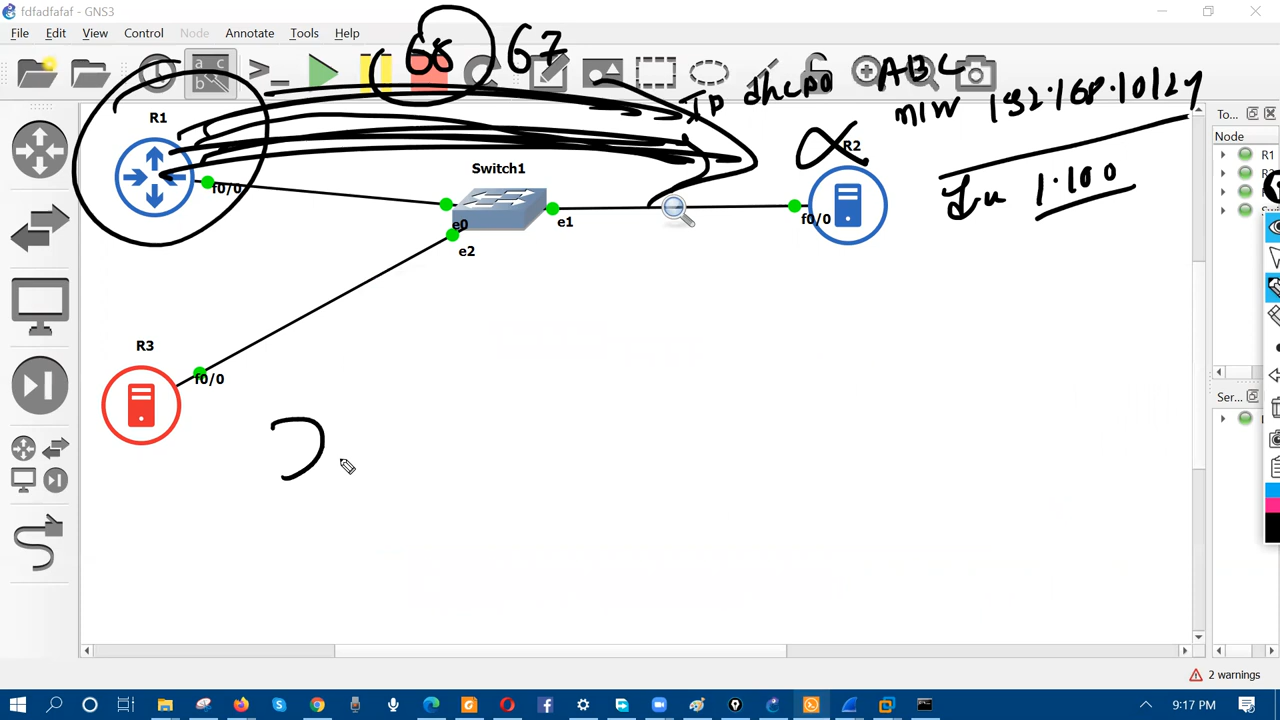 fdfadfafaf - GNS3
File Edit View Control Node Annotate Tools Help
68 67
IP dhcp ABC
n/w 192.168.10/24
1.100
R1
f0/0
Switch1
e0
e1
e2
R2
f0/0
R3
f0/0
To...
Node
R1
Ser...
2 warnings
9:17 PM